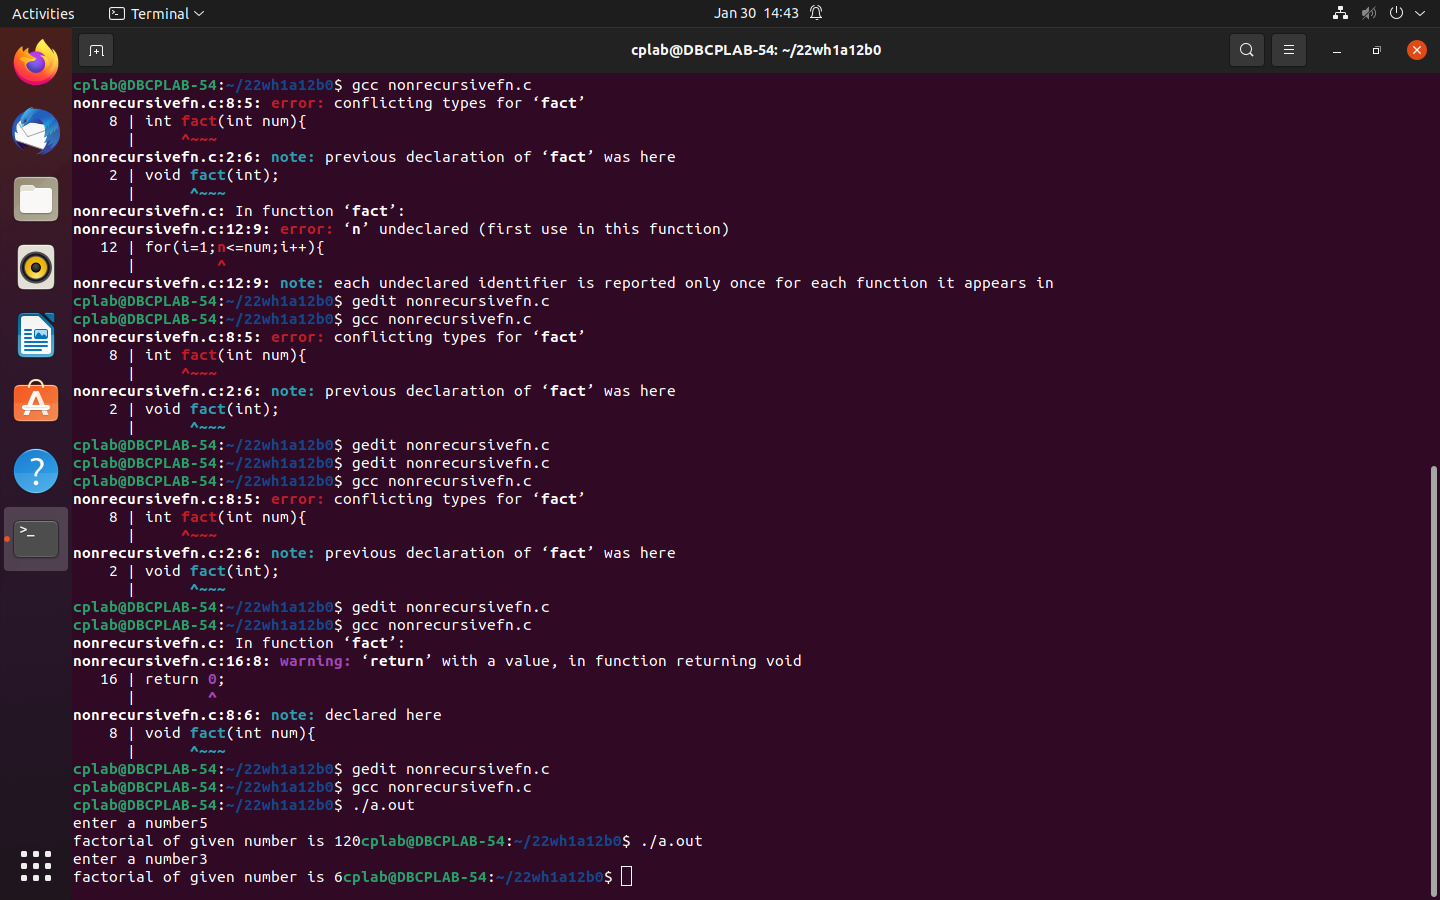 Activities
Terminal
Jan 30 14:43
cplab@DBCPLAB-54: ~/22wh1a12b0
cplab@DBCPLAB-54:~/22wh1a12b0$ gcc nonrecursivefn.c
nonrecursivefn.c:8:5: error: conflicting types for ‘fact’
    8 | int fact(int num){
      |     ^~~~
nonrecursivefn.c:2:6: note: previous declaration of ‘fact’ was here
    2 | void fact(int);
      |      ^~~~
nonrecursivefn.c: In function ‘fact’:
nonrecursivefn.c:12:9: error: ‘n’ undeclared (first use in this function)
   12 | for(i=1;n<=num;i++){
      |         ^
nonrecursivefn.c:12:9: note: each undeclared identifier is reported only once for each function it appears in
cplab@DBCPLAB-54:~/22wh1a12b0$ gedit nonrecursivefn.c
cplab@DBCPLAB-54:~/22wh1a12b0$ gcc nonrecursivefn.c
nonrecursivefn.c:8:5: error: conflicting types for ‘fact’
    8 | int fact(int num){
      |     ^~~~
nonrecursivefn.c:2:6: note: previous declaration of ‘fact’ was here
    2 | void fact(int);
      |      ^~~~
cplab@DBCPLAB-54:~/22wh1a12b0$ gedit nonrecursivefn.c
cplab@DBCPLAB-54:~/22wh1a12b0$ gedit nonrecursivefn.c
cplab@DBCPLAB-54:~/22wh1a12b0$ gcc nonrecursivefn.c
nonrecursivefn.c:8:5: error: conflicting types for ‘fact’
    8 | int fact(int num){
      |     ^~~~
nonrecursivefn.c:2:6: note: previous declaration of ‘fact’ was here
    2 | void fact(int);
      |      ^~~~
cplab@DBCPLAB-54:~/22wh1a12b0$ gedit nonrecursivefn.c
cplab@DBCPLAB-54:~/22wh1a12b0$ gcc nonrecursivefn.c
nonrecursivefn.c: In function ‘fact’:
nonrecursivefn.c:16:8: warning: ‘return’ with a value, in function returning void
   16 | return 0;
      |        ^
nonrecursivefn.c:8:6: note: declared here
    8 | void fact(int num){
      |      ^~~~
cplab@DBCPLAB-54:~/22wh1a12b0$ gedit nonrecursivefn.c
cplab@DBCPLAB-54:~/22wh1a12b0$ gcc nonrecursivefn.c
cplab@DBCPLAB-54:~/22wh1a12b0$ ./a.out
enter a number5
factorial of given number is 120cplab@DBCPLAB-54:~/22wh1a12b0$ ./a.out
enter a number3
factorial of given number is 6cplab@DBCPLAB-54:~/22wh1a12b0$